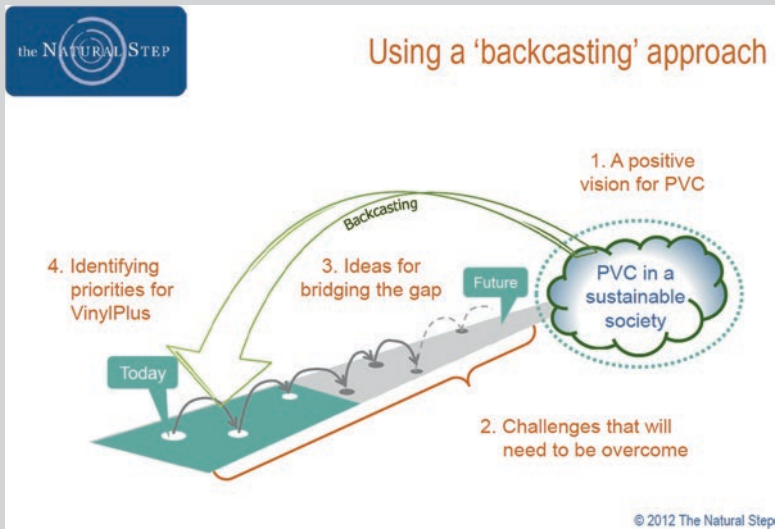 the NATURAL STEP
Using a ‘backcasting’ approach
1. A positive
vision for PVC
Backcasting
4. Identifying
priorities for
VinylPlus
3. Ideas for
bridging the gap
Future
PVC in a
sustainable
society
Today
2. Challenges that will
need to be overcome
© 2012 The Natural Step